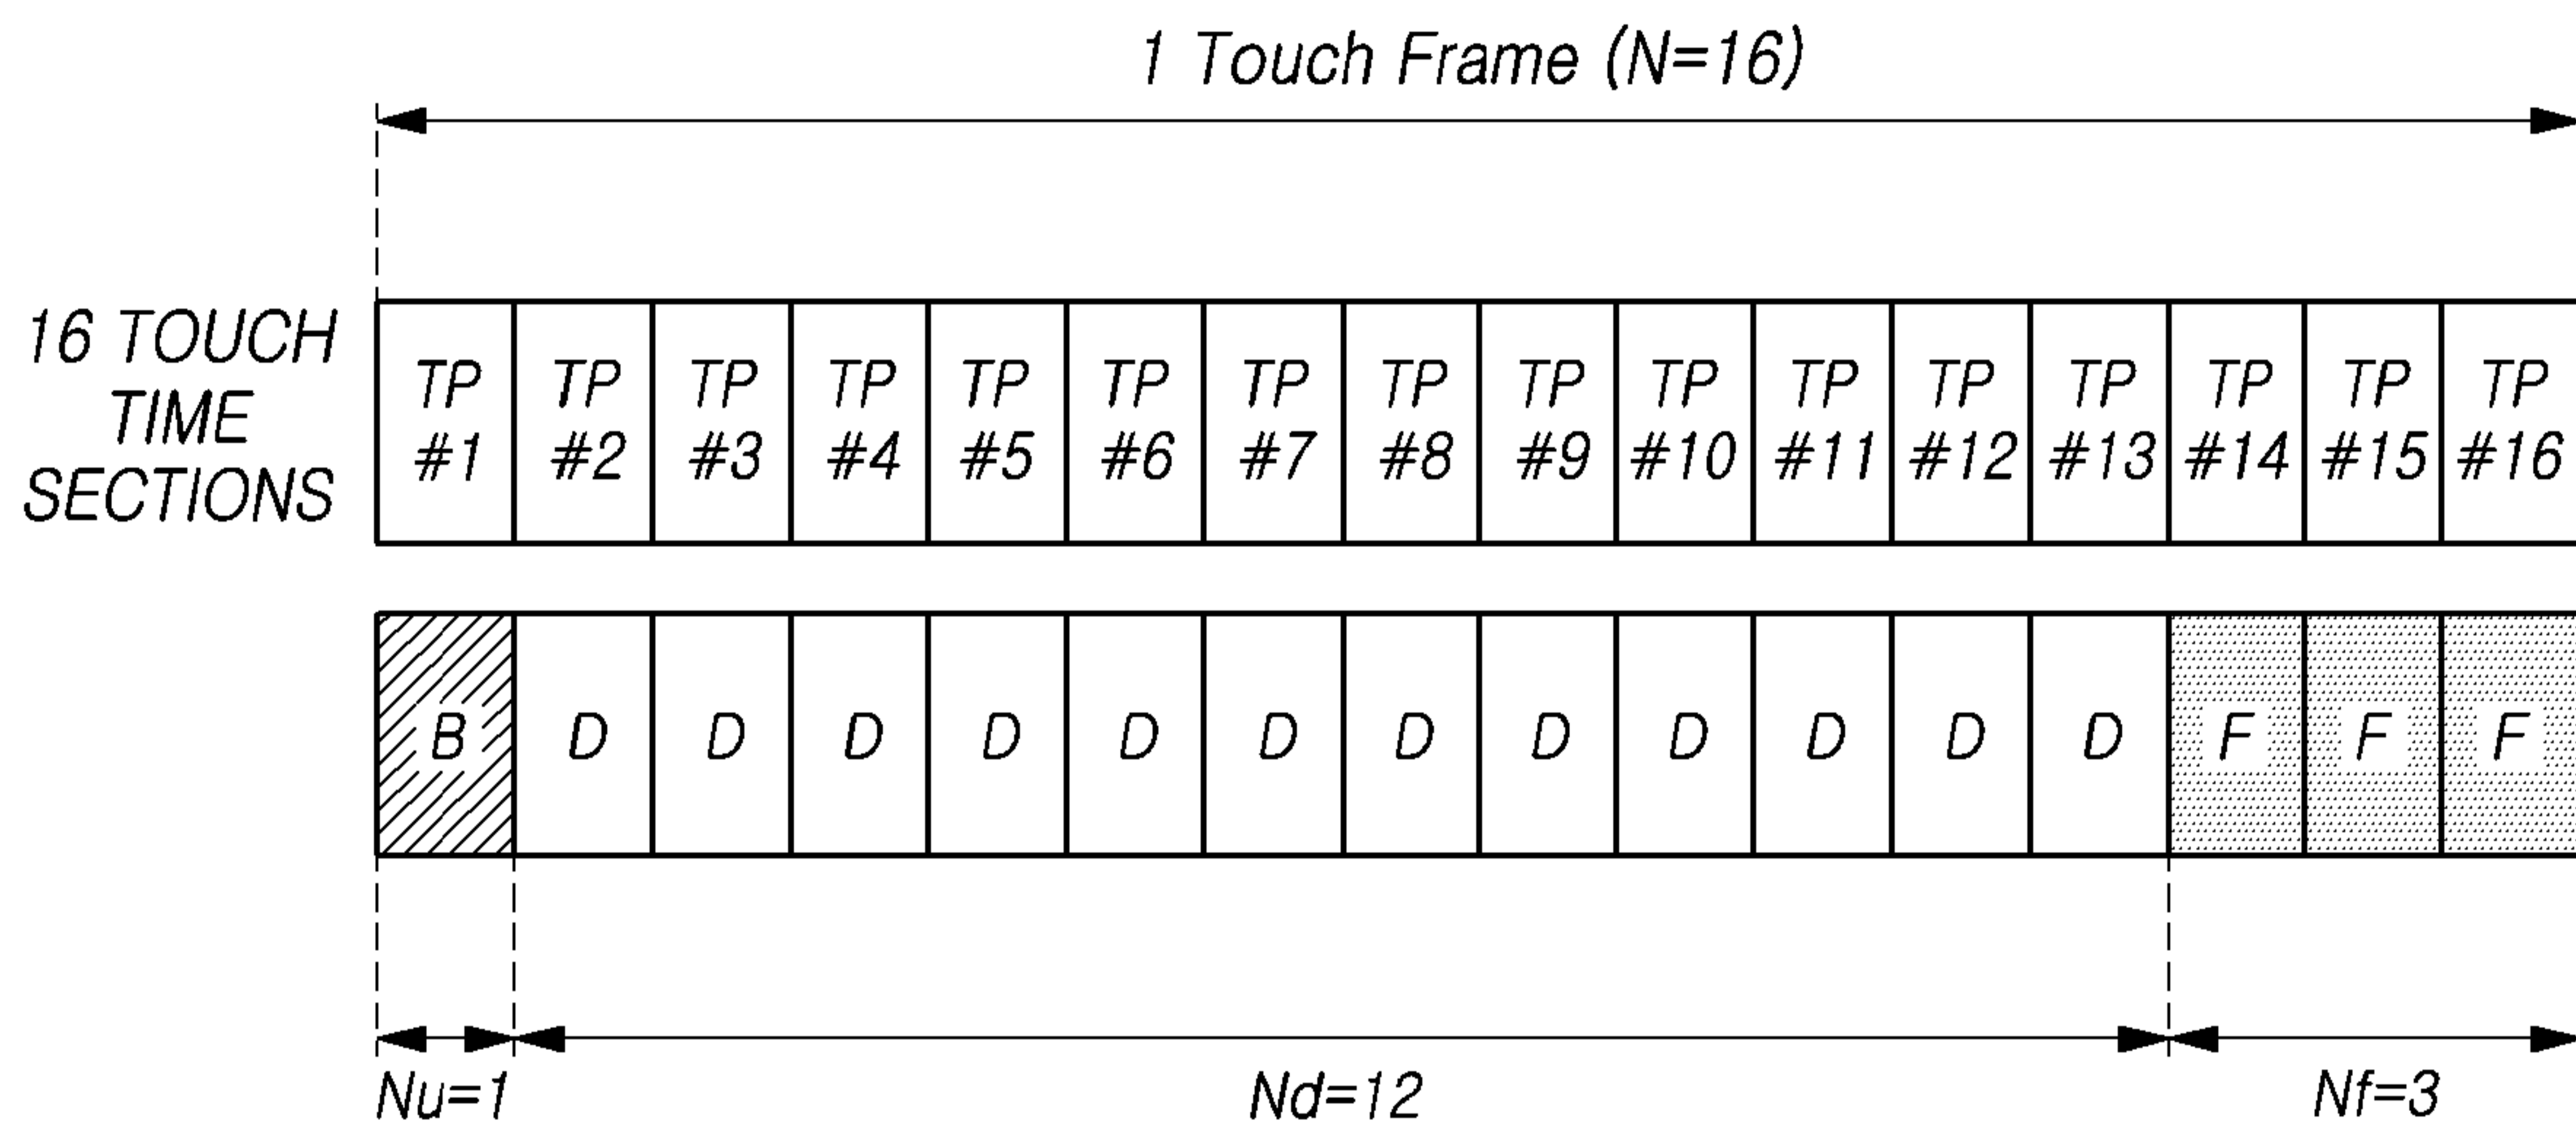 1 Touch Frame (N=16)
16 TOUCH
TIME
SECTIONS
TP TP TP TP TP TP TP TP TP TP TP TP TP TP TP TP
#1 #2 #3 #4 #5 #6 #7 #8 #9 #10 #11 #12 #13 #14 #15 #16
B D D D D D D D D D D D D F F F
Nu=1 Nd=12 Nf=3